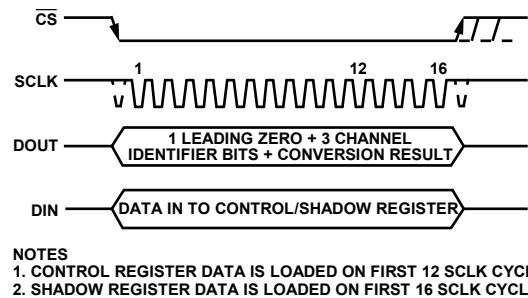 CS
1 12 16
SCLK
DOUT
1 LEADING ZERO + 3 CHANNEL
IDENTIFIER BITS + CONVERSION RESULT
DIN
DATA IN TO CONTROL/SHADOW REGISTER
NOTES
1. CONTROL REGISTER DATA IS LOADED ON FIRST 12 SCLK
2. SHADOW REGISTER DATA IS LOADED ON FIRST 16 SCLK